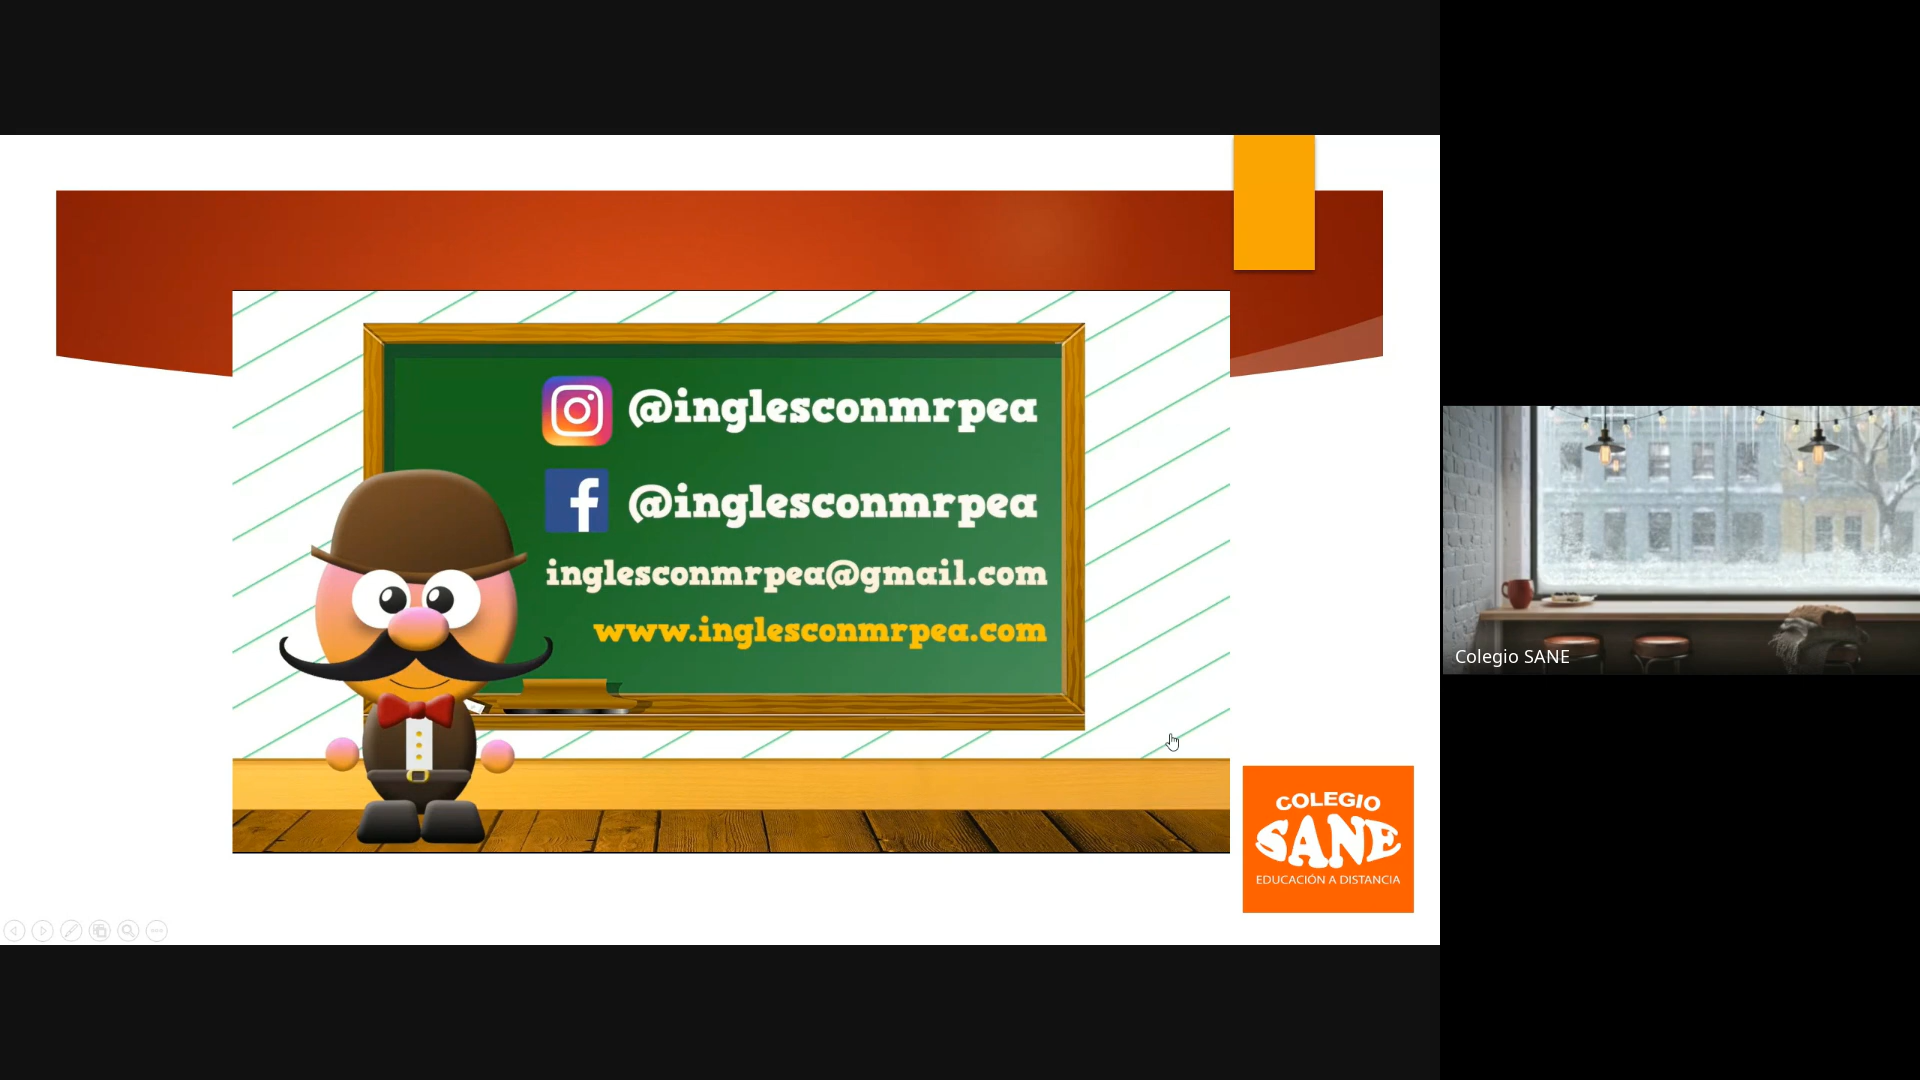 @inglesconmrpea
@inglesconmrpea
inglesconmrpea@gmail.com
www.inglesconmrpea.com
COLEGIO
SANE
EDUCACIÓN A DISTANCIA
Colegio SANE